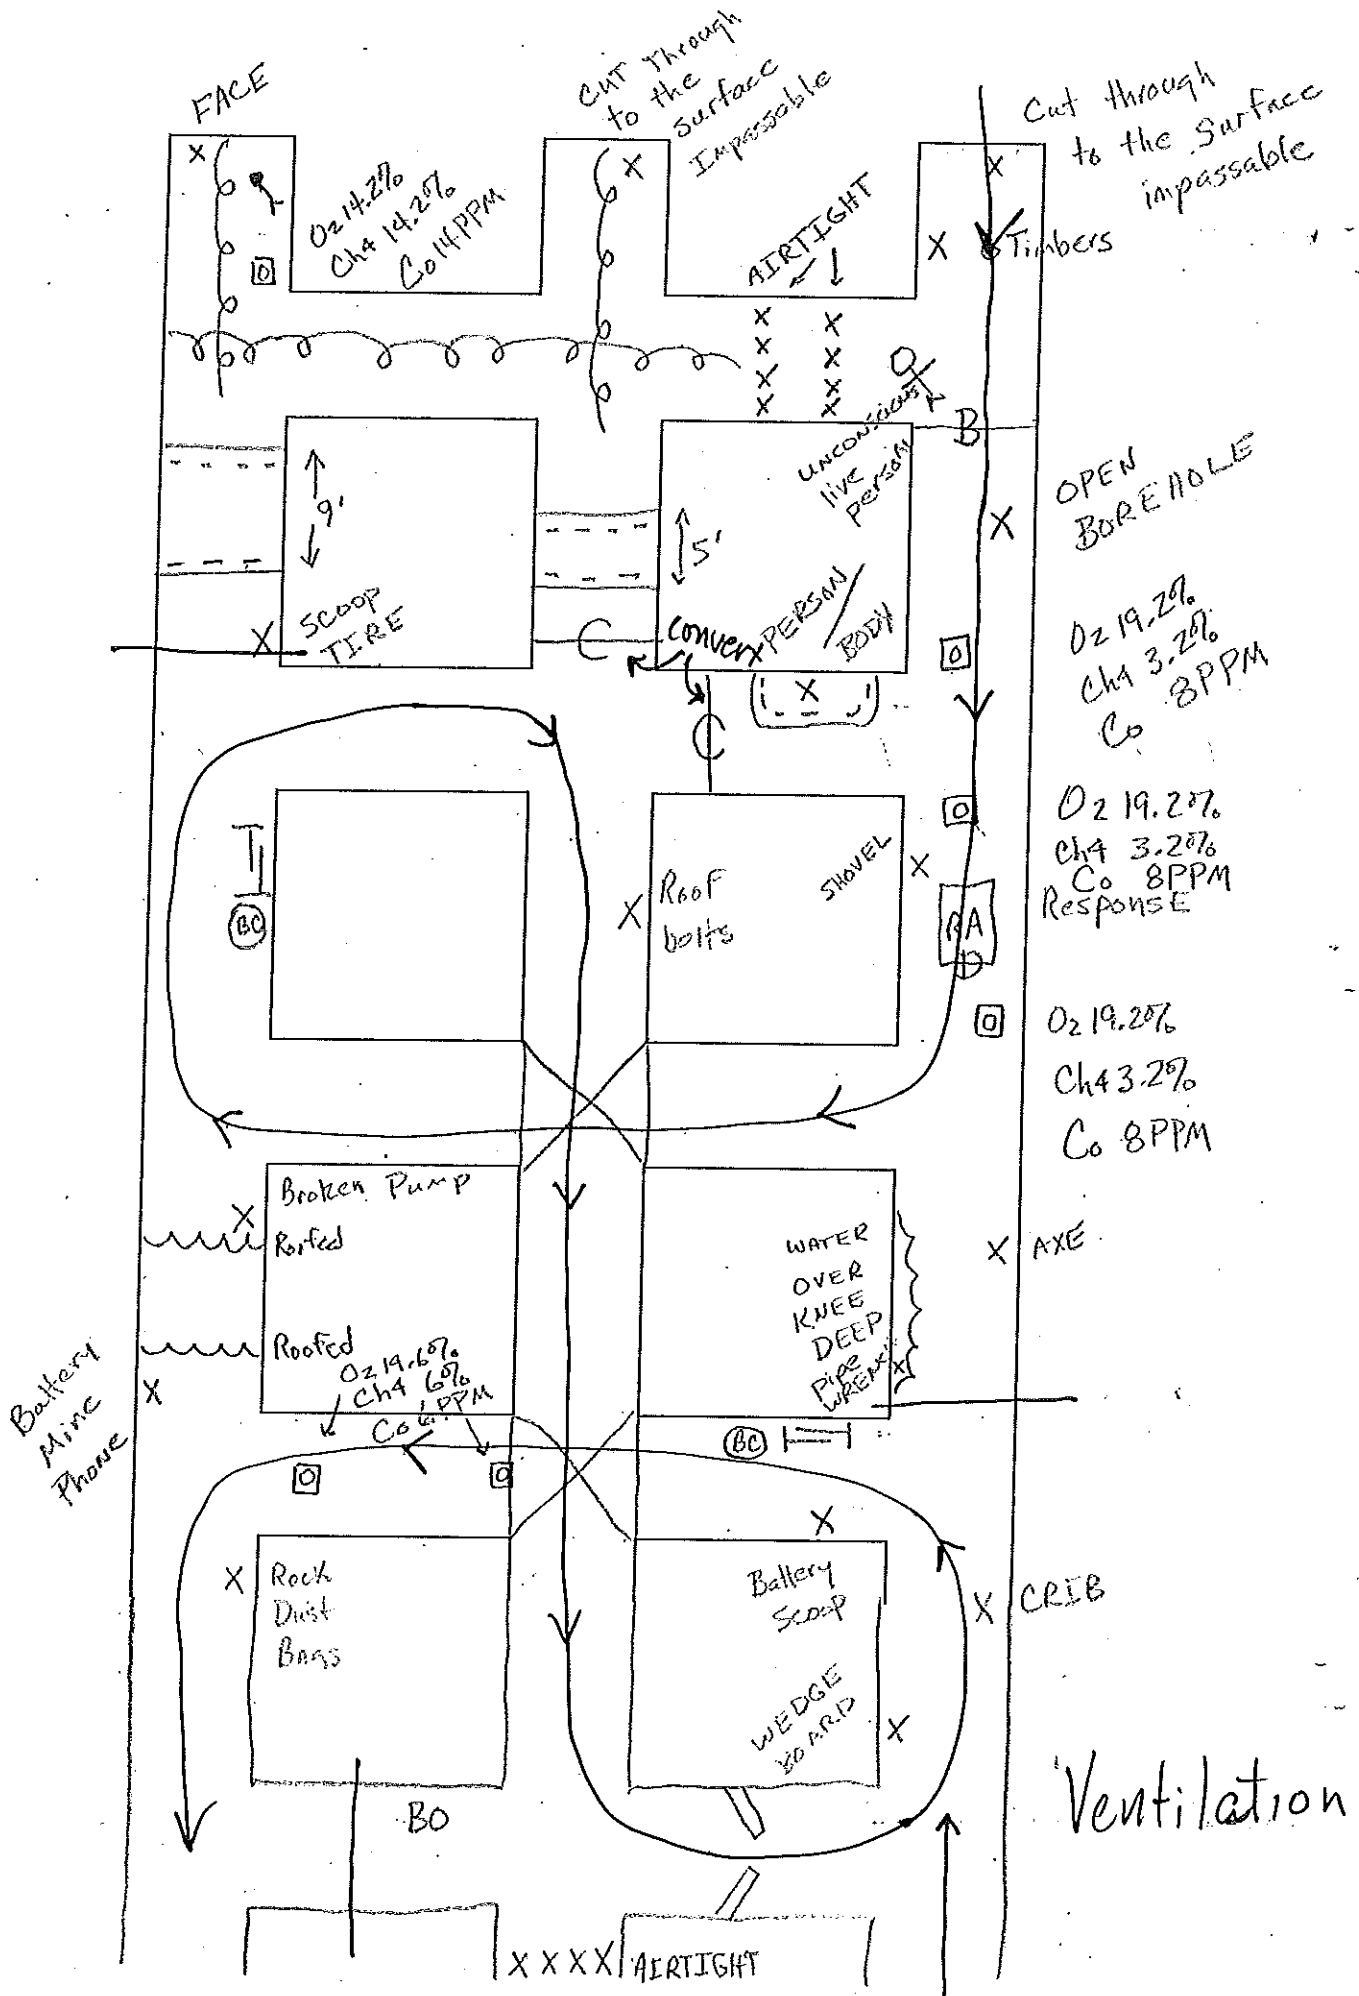 FACE
Cut Through
to the
surface
Impassable
Cut through
to the Surface
impassable
O2 14.2%
Ch4 14.2%
Co 14 PPM
AIRTIGHT
Timbers
UNCONSCIOUS
live
person
B
OPEN
BOREHOLE
9'
5'
SCOOP
TIRE
C
Conver
PERSON/
BODY
O2 19.2%
Ch4 3.2%
Co 8PPM
C
O2 19.2%
Ch4 3.2%
Co 8PPM
Response
SHOVEL
Roof
bolts
BC
RA
O2 19.2%
Ch4 3.2%
Co 8PPM
Broken Pump
Roofed
WATER
OVER
KNEE
DEEP
Pipe
AXE
Roofed
O2 19.6%
Ch4 6%
Co 6PPM
Battery
Mine
Phone
BC
Rock
Dust
Bags
Battery
Scoop
CRIB
WEDGE
BOARD
Ventilation
BO
XXXX AIRTIGHT